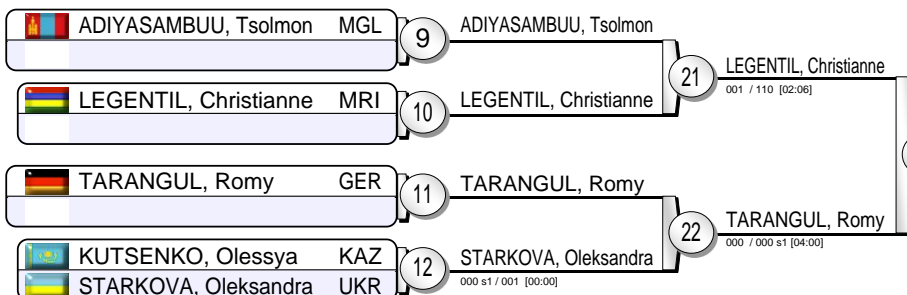 ADIYASAMBUU, Tsolmon MGL
9
ADIYASAMBUU, Tsolmon
21
LEGENTIL, Christianne
001 / 110 [02:06]
LEGENTIL, Christianne MRI
10
LEGENTIL, Christianne
TARANGUL, Romy GER
11
TARANGUL, Romy
22
TARANGUL, Romy
000 / 000 s1 [04:00]
KUTSENKO, Olessya KAZ
STARKOVA, Oleksandra UKR
12
STARKOVA, Oleksandra
000 s1 / 001 [00:00]